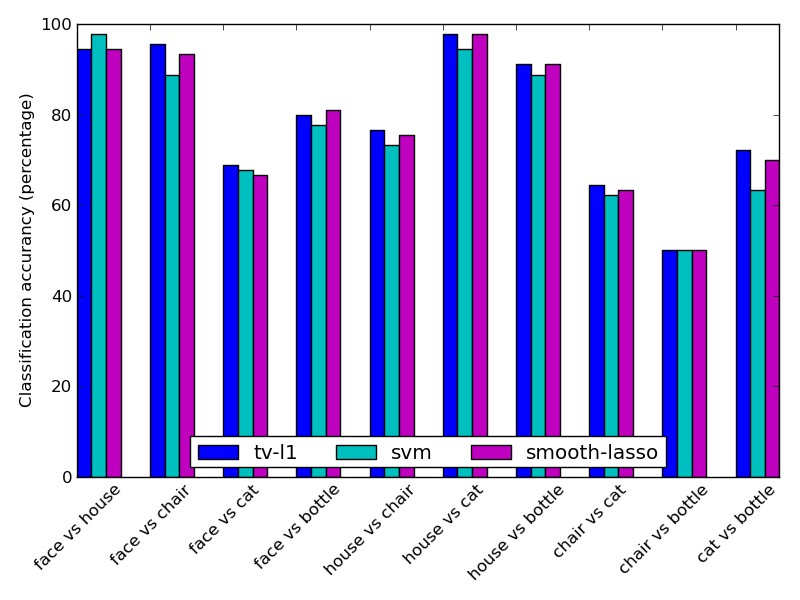 Classification accurancy (percentage)
100
80
60
40
20
0
tv-l1 svm smooth-lasso
face vs house
face vs chair
face vs cat
face vs bottle
house vs chair
house vs cat
house vs bottle
chair vs cat
chair vs bottle
cat vs bottle